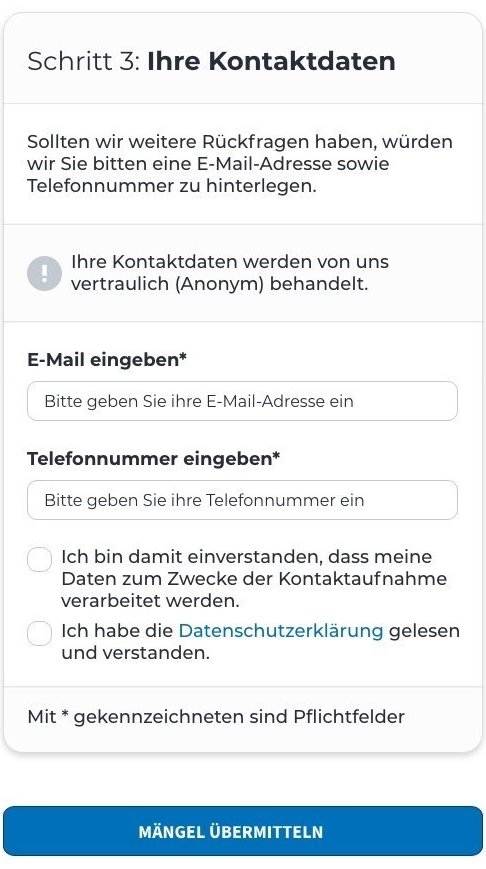 Schritt 3: Ihre Kontaktdaten
Sollten wir weitere Rückfragen haben, würden
wir Sie bitten eine E-Mail-Adresse sowie
Telefonnummer zu hinterlegen.
Ihre Kontaktdaten werden von uns
vertraulich (Anonym) behandelt.
E-Mail eingeben*
Bitte geben Sie ihre E-Mail-Adresse ein
Telefonnummer eingeben*
Bitte geben Sie ihre Telefonnummer ein
Ich bin damit einverstanden, dass meine
Daten zum Zwecke der Kontaktaufnahme
verarbeitet werden.
Ich habe die Datenschutzerklärung gelesen
und verstanden.
Mit * gekennzeichneten sind Pflichtfelder
MÄNGEL ÜBERMITTELN